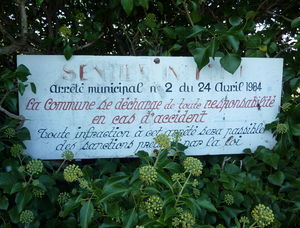 Arrêté municipal n° 2 du 24 Avril 1984
La Commune se décharge de toute responsabilité
en cas d'accident
Toute infraction à cet arrêté sera passible
des sanctions par la Loi